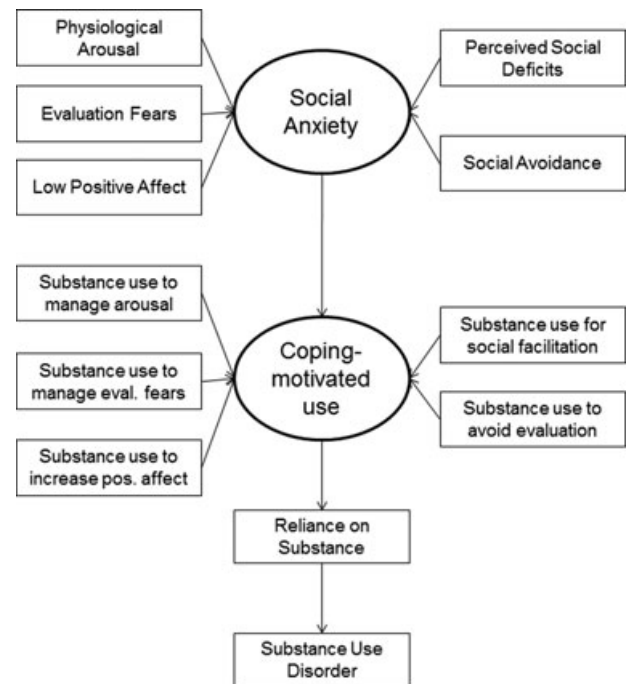 Physiological
Arousal
Evaluation Fears
Low Positive Affect
Social
Anxiety
Perceived Social
Deficits
Social Avoidance
Substance use to
manage arousal
Substance use to
manage eval. fears
Substance use to
increase pos. affect
Coping-
motivated
use
Substance use for
social facilitation
Substance use to
avoid evaluation
Reliance on
Substance
Substance Use
Disorder